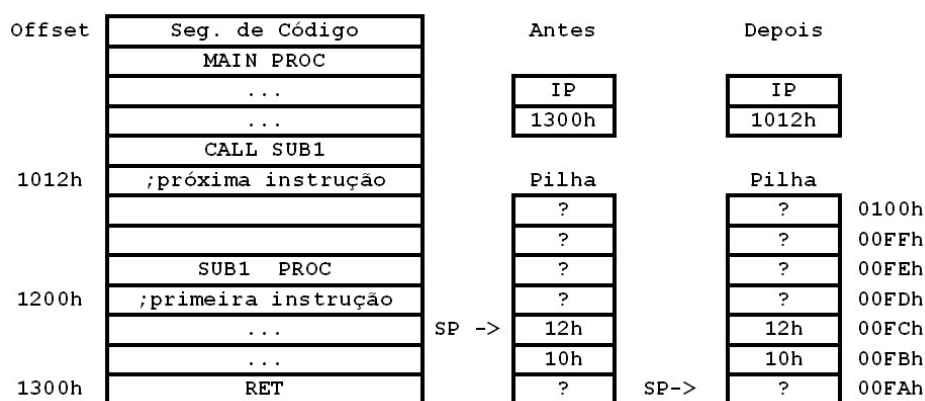 Offset Seg. de Código Antes Depois
MAIN PROC
... IP IP
... 1300h 1012h
CALL SUB1
1012h ;próxima instrução Pilha Pilha
? ? 0100h
? ? 00FFh
SUB1 PROC ? ? 00FEh
1200h ;primeira instrução ? ? 00FDh
... SP -> 12h 12h 00FCh
... 10h 10h 00FBh
1300h RET ? SP-> ? 00FAh